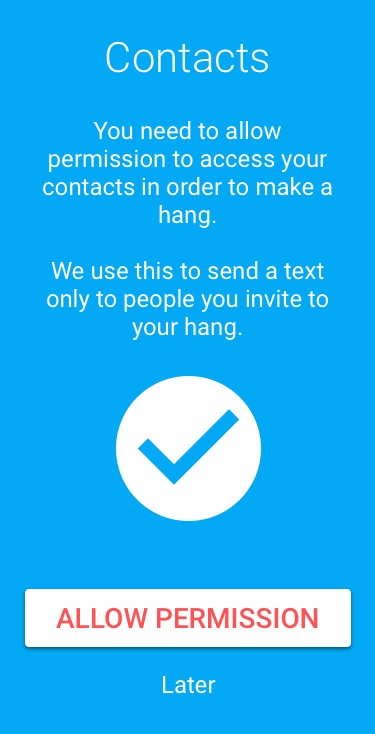 Contacts
You need to allow
permission to access your
contacts in order to make a
hang.
We use this to send a text
only to people you invite to
your hang.
ALLOW PERMISSION
Later